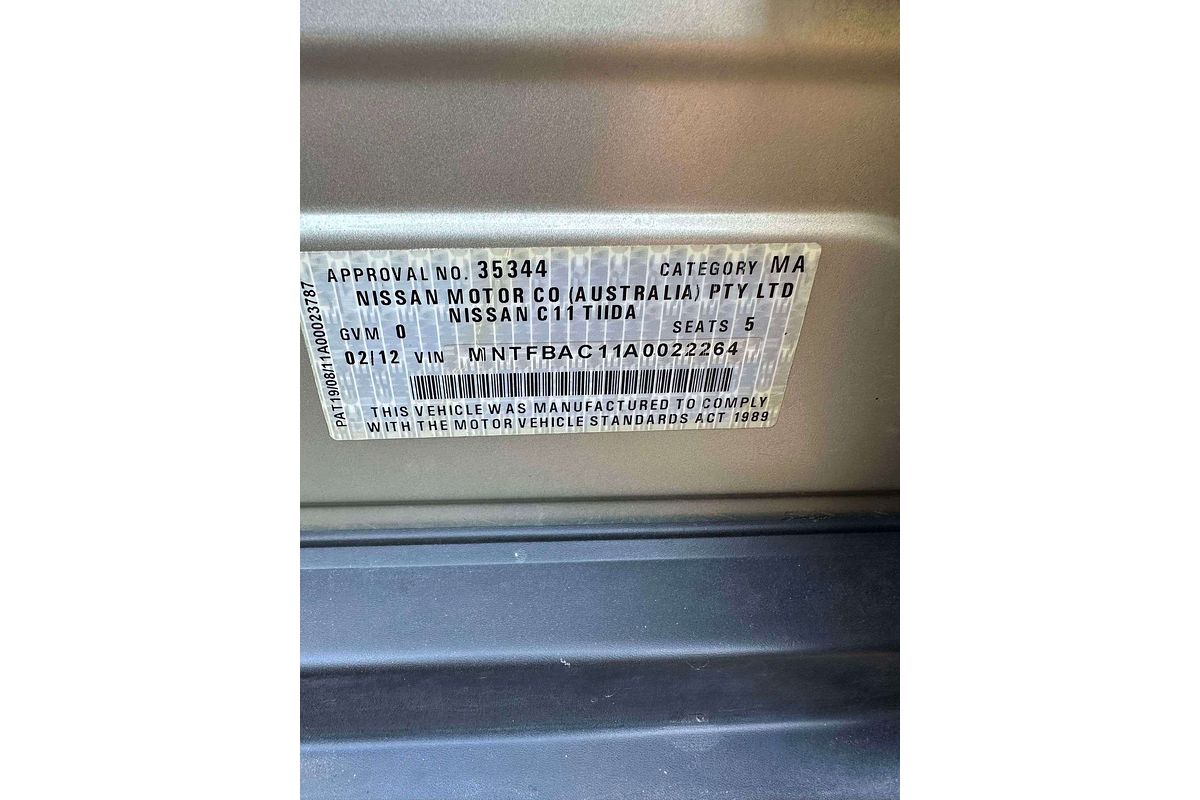 APPROVAL NO. 35344 CATEGORY MA
NISSAN MOTOR CO (AUSTRALIA) PTY LTD
NISSAN C11 TIIDA
GVM 0 SEATS 5
02/12 VIN MNTFBAC11A0022264
THIS VEHICLE WAS MANUFACTURED TO COMPLY
WITH THE MOTOR VEHICLE STANDARDS ACT 1989
PAT19/08/11A00023787